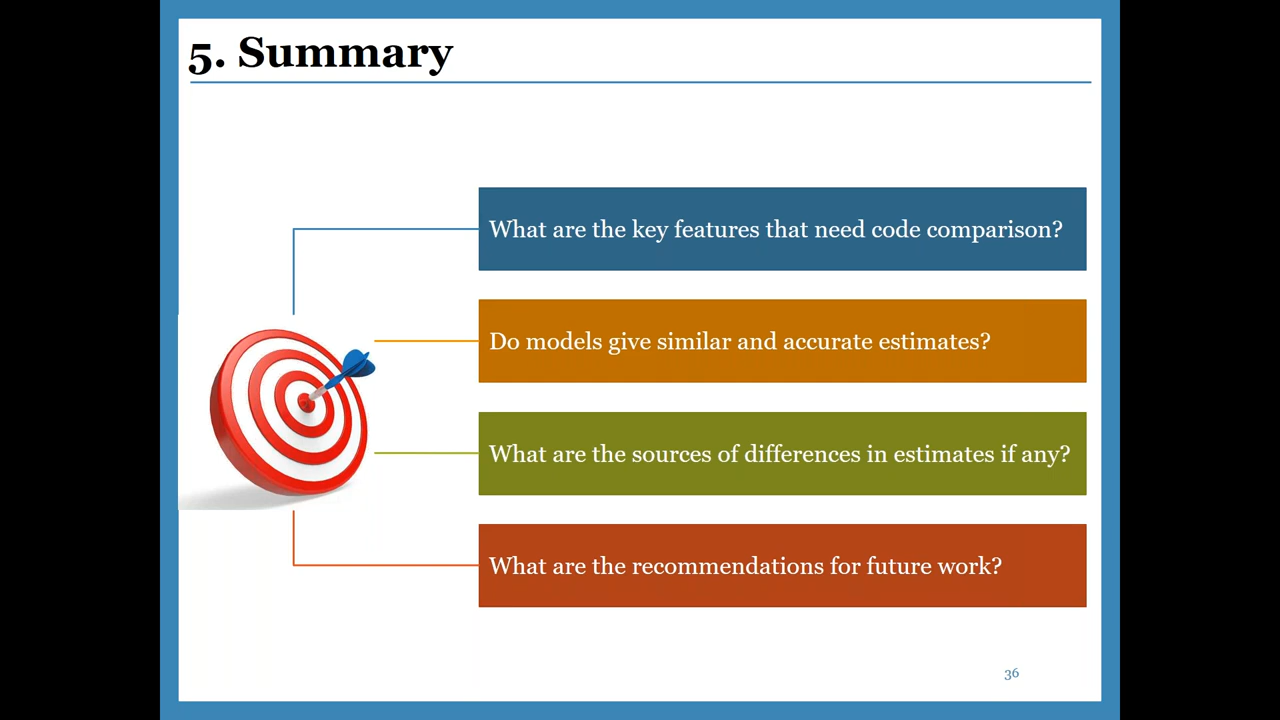 5. Summary
What are the key features that need code comparison?
Do models give similar and accurate estimates?
What are the sources of differences in estimates if any?
What are the recommendations for future work?
36